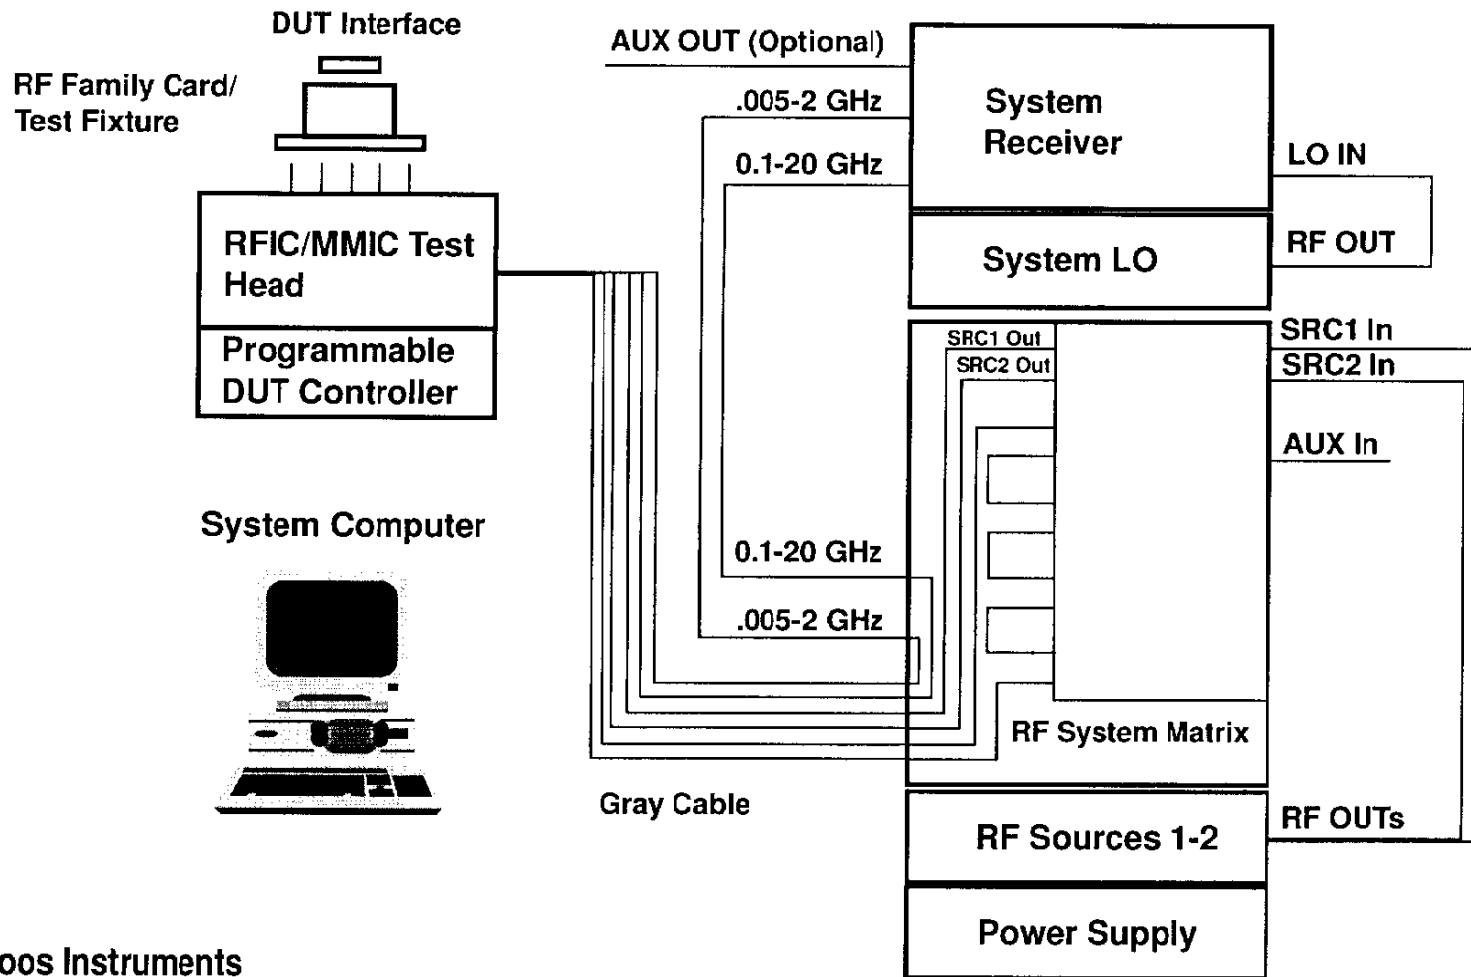 DUT Interface
RF Family Card/
Test Fixture
RFIC/MMIC Test
Head
Programmable
DUT Controller
System Computer
AUX OUT (Optional)
.005-2 GHz
0.1-20 GHz
System
Receiver
LO IN
System LO
RF OUT
SRC1 Out
SRC2 Out
SRC1 In
SRC2 In
AUX In
0.1-20 GHz
.005-2 GHz
RF System Matrix
Gray Cable
RF Sources 1-2
RF OUTs
Power Supply
oos Instruments